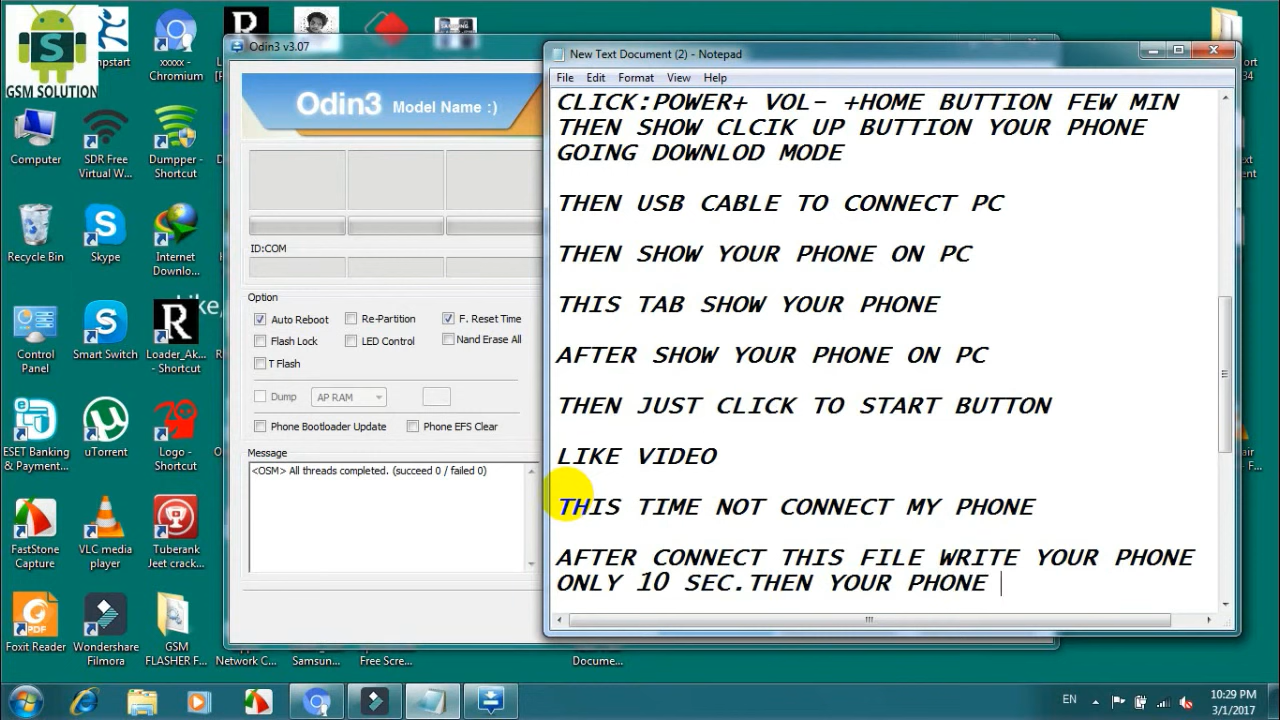 GSM SOLUTION
Jumpstart
xxxxx -
Chromium
Computer
SDR Free
Virtual W...
Dumpper -
Shortcut
Recycle Bin
Skype
Internet
Downlo...
Like,
Control
Panel
Smart Switch
Loader_Ak...
- Shortcut
ESET Banking
& Payment...
uTorrent
Logo -
Shortcut
FastStone
Capture
VLC media
player
Tuberank
Jeet crack...
Foxit Reader
Wondershare
Filmora
GSM
FLASHER F...
Network C...
Samsun...
Free Scre...
Docume...
Odin3 v3.07
Odin3 Model Name :)
ID:COM
Option
Auto Reboot
Re-Partition
F. Reset Time
Flash Lock
LED Control
Nand Erase All
T Flash
Dump
AP RAM
Phone Bootloader Update
Phone EFS Clear
Message
<OSM> All threads completed. (succeed 0 / failed 0)
New Text Document (2) - Notepad
File Edit Format View Help
CLICK:POWER+ VOL- +HOME BUTTION FEW MIN
THEN SHOW CLCIK UP BUTTION YOUR PHONE
GOING DOWNLOD MODE
THEN USB CABLE TO CONNECT PC
THEN SHOW YOUR PHONE ON PC
THIS TAB SHOW YOUR PHONE
AFTER SHOW YOUR PHONE ON PC
THEN JUST CLICK TO START BUTTON
LIKE VIDEO
THIS TIME NOT CONNECT MY PHONE
AFTER CONNECT THIS FILE WRITE YOUR PHONE
ONLY 10 SEC.THEN YOUR PHONE
EN
10:29 PM
3/1/2017